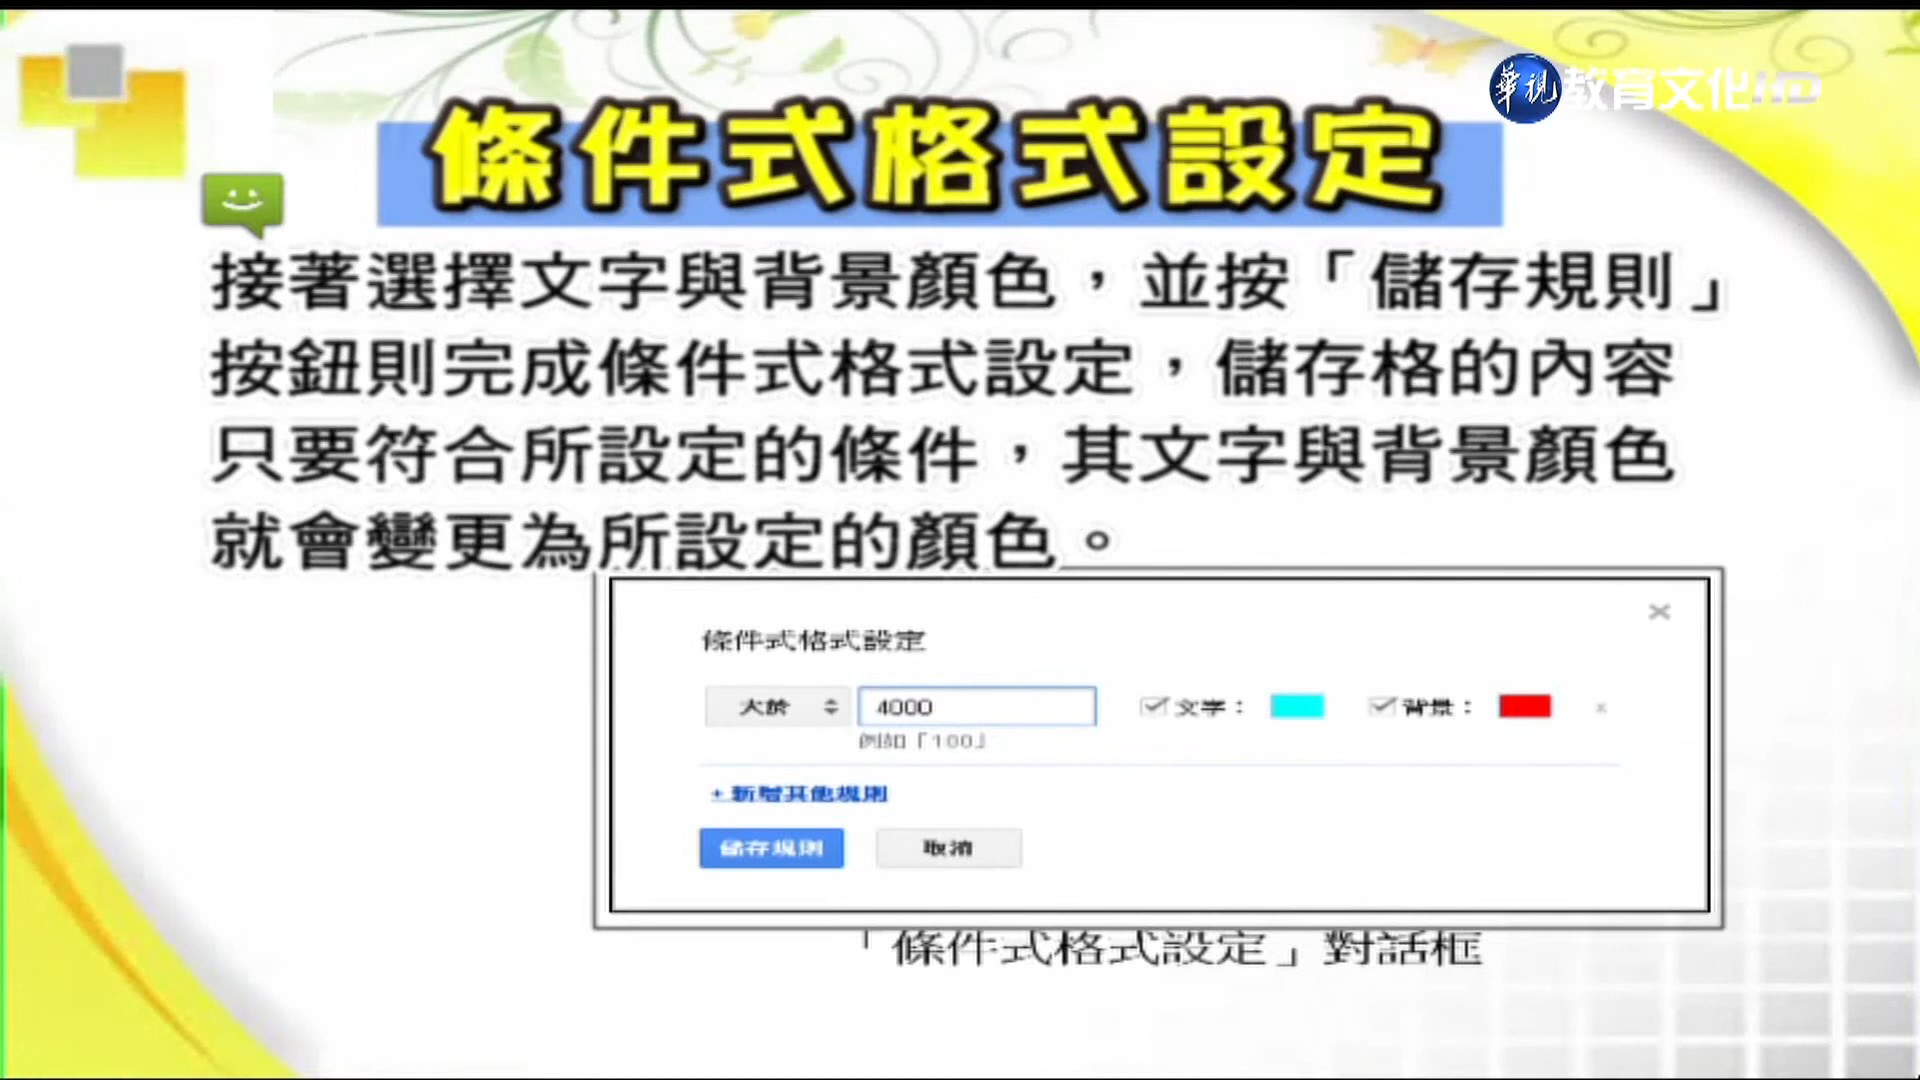 華視 教育文化HD
條件式格式設定
接著選擇文字與背景顏色，並按「儲存規則」
按鈕則完成條件式格式設定，儲存格的內容
只要符合所設定的條件，其文字與背景顏色
就會變更為所設定的顏色。
條件式格式設定
大於 4000 文字： 背景： x
例如「100」
+ 新增其他規則
儲存規則 取消
「條件式格式設定」對話框